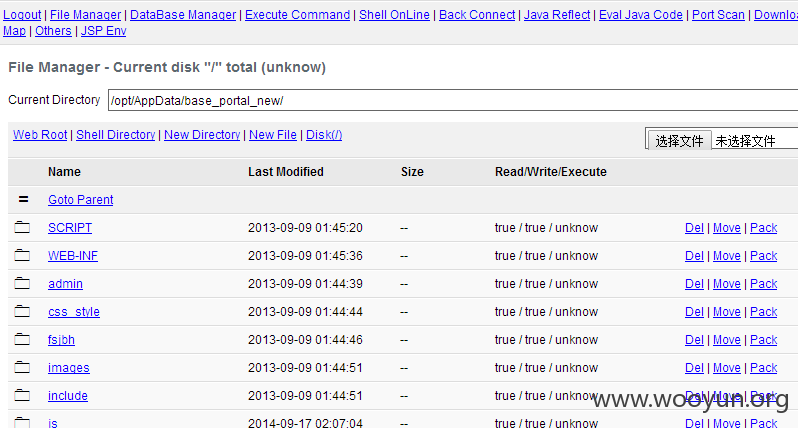 Logout | File Manager | DataBase Manager | Execute Command | Shell OnLine | Back Connect | Java Reflect | Eval Java Code | Port Scan |
Map | Others | JSP Env
File Manager - Current disk "/" total (unknow)
Current Directory /opt/AppData/base_portal_new/
Web Root | Shell Directory | New Directory | New File | Disk(/) 选择文件 未选择文件
Name Last Modified Size Read/Write/Execute
= Goto Parent
SCRIPT 2013-09-09 01:45:20 -- true / true / unknow Del | Move | Pack
WEB-INF 2013-09-09 01:45:36 -- true / true / unknow Del | Move | Pack
admin 2013-09-09 01:44:39 -- true / true / unknow Del | Move | Pack
css_style 2013-09-09 01:44:44 -- true / true / unknow Del | Move | Pack
fsjbh 2013-09-09 01:44:46 -- true / true / unknow Del | Move | Pack
images 2013-09-09 01:44:51 -- true / true / unknow Del | Move | Pack
include 2013-09-09 01:44:51 -- true / true / unknow Del | Move | Pack
www.wooyun.org
js 2014-09-17 02:07:04 -- true / true / unknow Del | Move | Pack